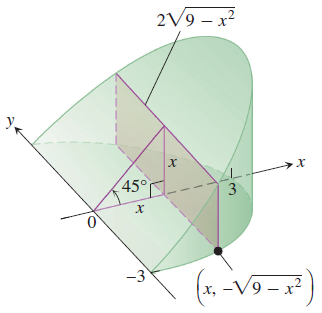 2√9 − x²
y
x
x
45°
3
x
0
−3
(x, −√9 − x²)